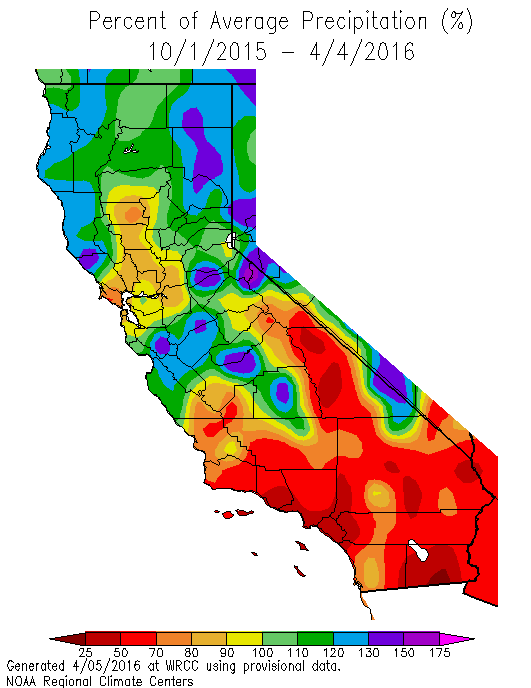 Percent of Average Precipitation (%)
10/1/2015 – 4/4/2016
25 50 70 80 90 100 110 120 130 150 175
Generated 4/05/2016 at WRCC using provisional data.
NOAA Regional Climate Centers